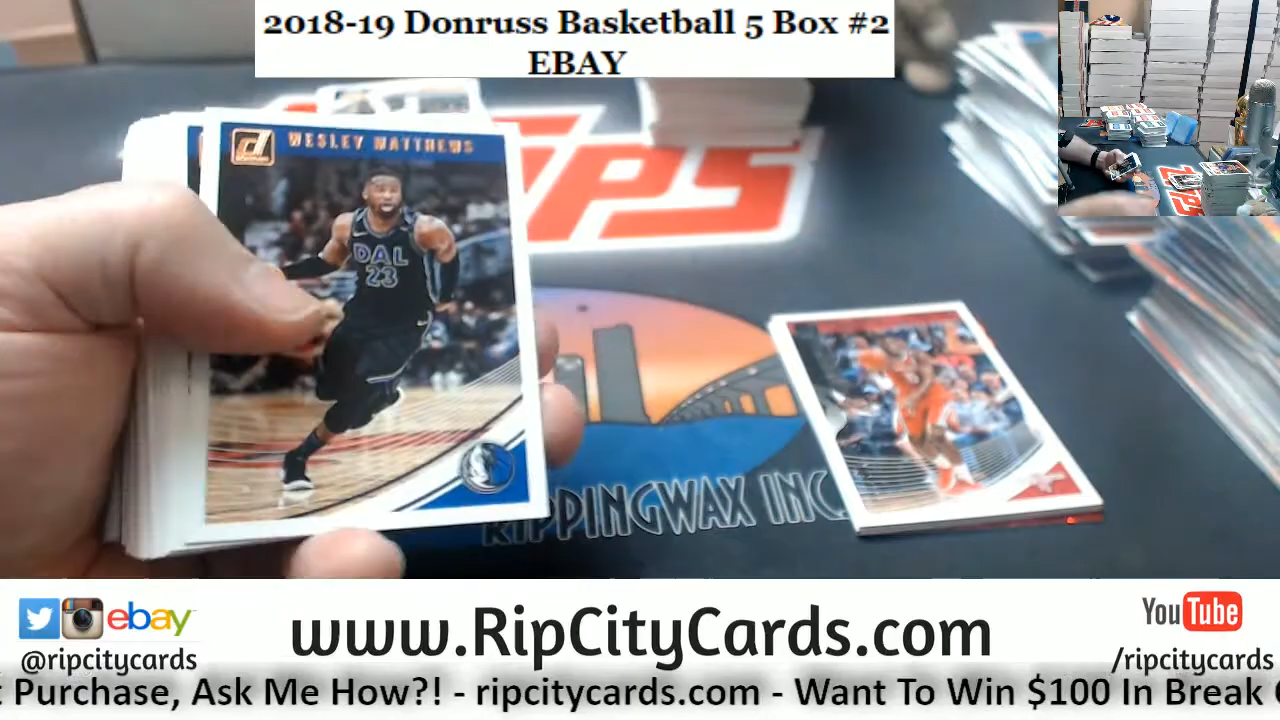 2018-19 Donruss Basketball 5 Box #2
EBAY
WESLEY MATTHEWS
DAL
23
RIPPINGWAX INC.
ebay
@ripcitycards
www.RipCityCards.com
YouTube
/ripcitycards
Purchase, Ask Me How?! - ripcitycards.com - Want To Win $100 In Break